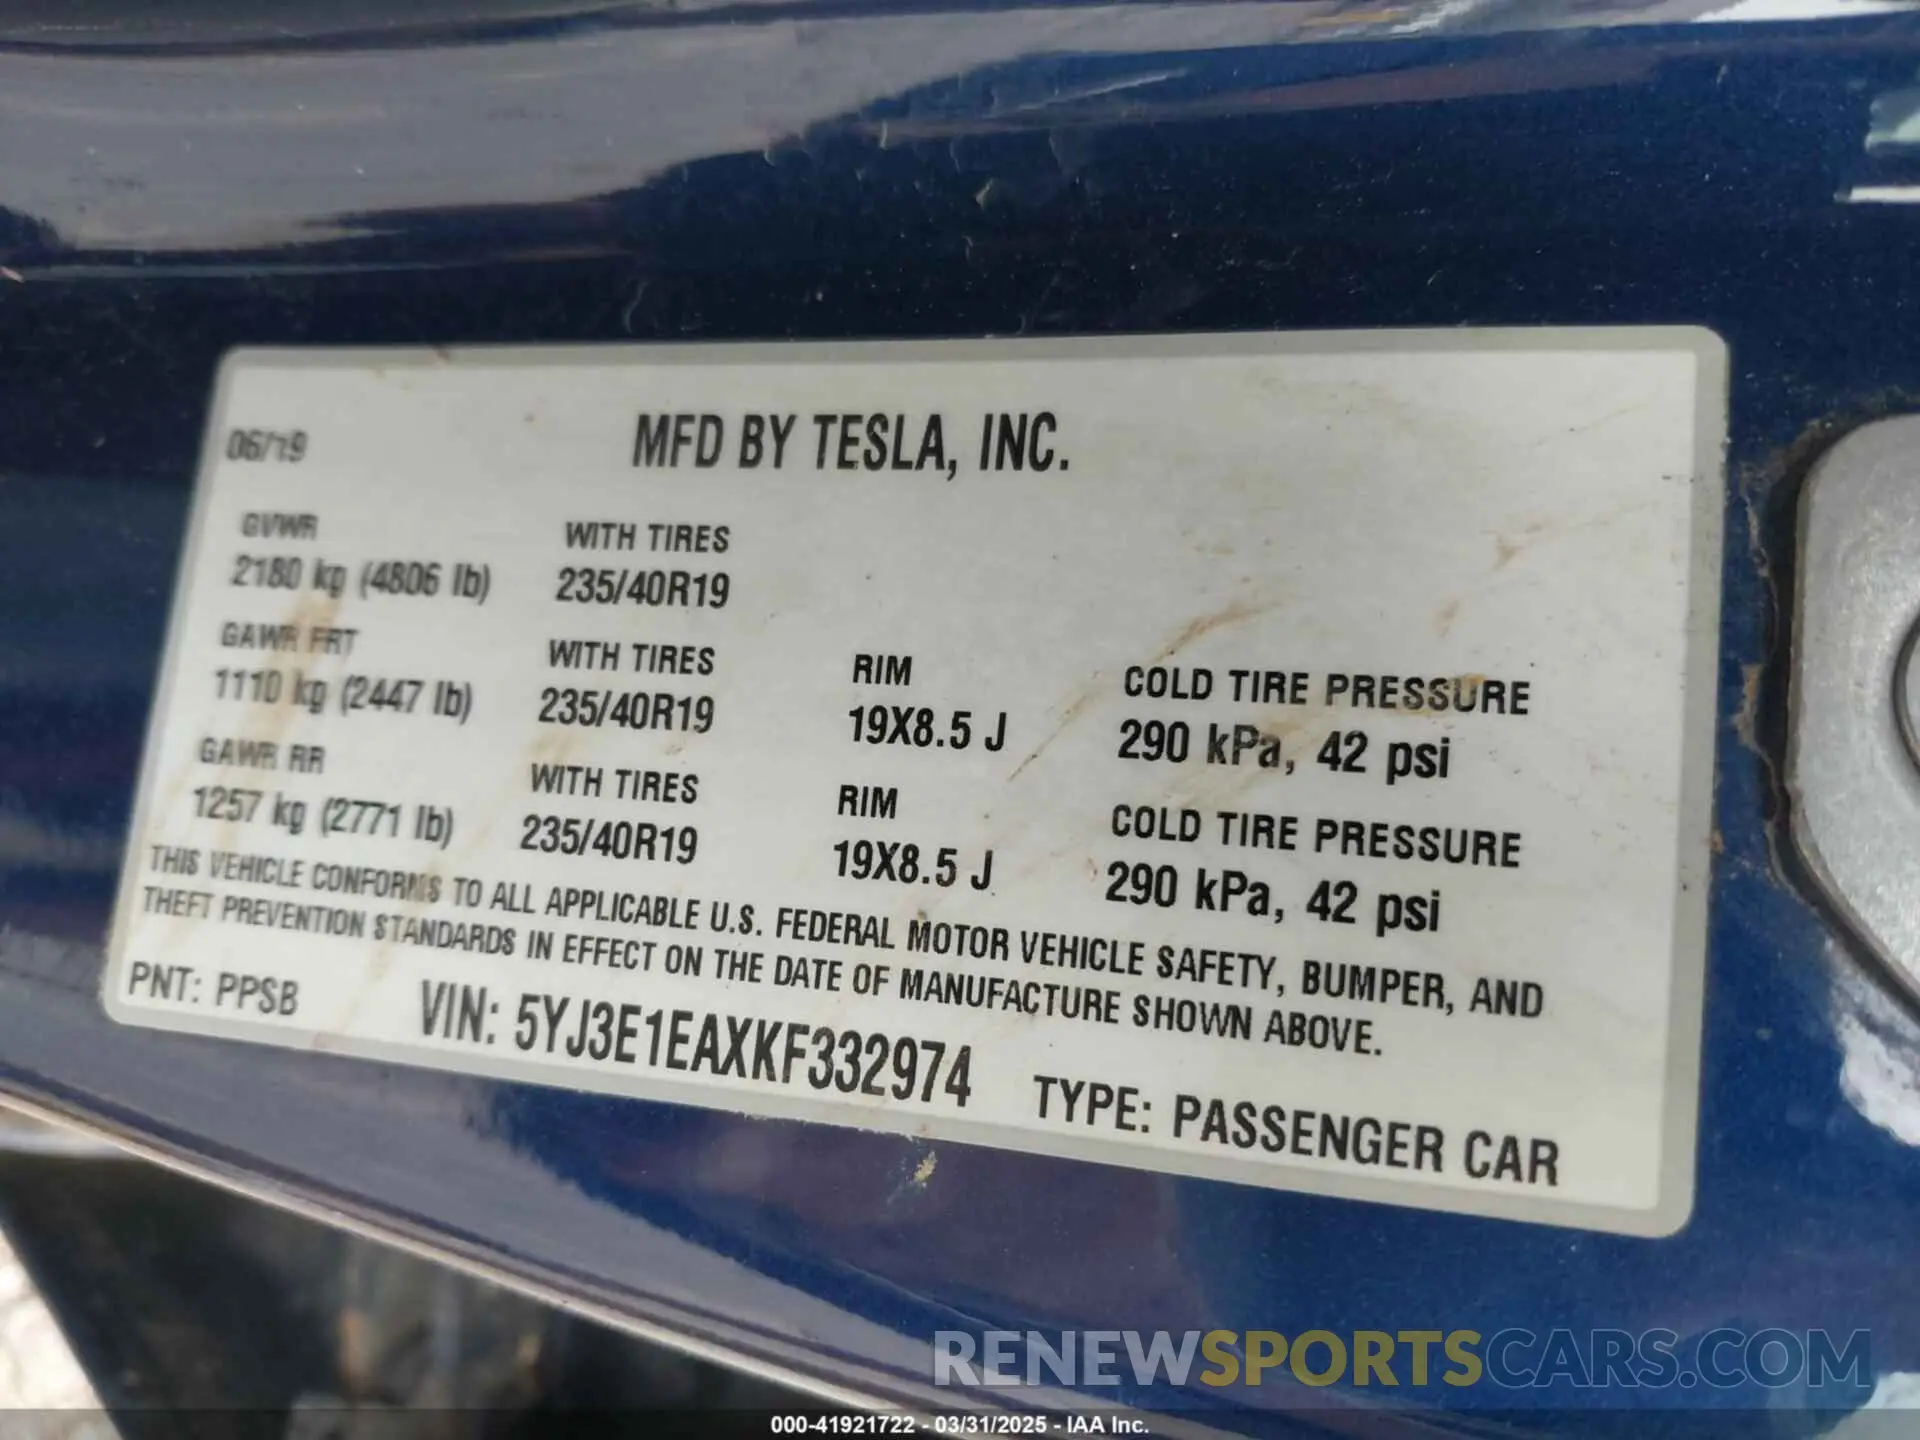 06/19 MFD BY TESLA, INC.
GVWR WITH TIRES
2180 kg (4806 lb) 235/40R19
GAWR FRT WITH TIRES RIM COLD TIRE PRESSURE
1110 kg (2447 lb) 235/40R19 19X8.5 J 290 kPa, 42 psi
GAWR RR WITH TIRES RIM COLD TIRE PRESSURE
1257 kg (2771 lb) 235/40R19 19X8.5 J 290 kPa, 42 psi
THIS VEHICLE CONFORMS TO ALL APPLICABLE U.S. FEDERAL MOTOR VEHICLE SAFETY, BUMPER, AND
THEFT PREVENTION STANDARDS IN EFFECT ON THE DATE OF MANUFACTURE SHOWN ABOVE.
PNT: PPSB VIN: 5YJ3E1EAXKF332974 TYPE: PASSENGER CAR
RENEWSPORTSCARS.COM
000-41921722 - 03/31/2025 - IAA Inc.